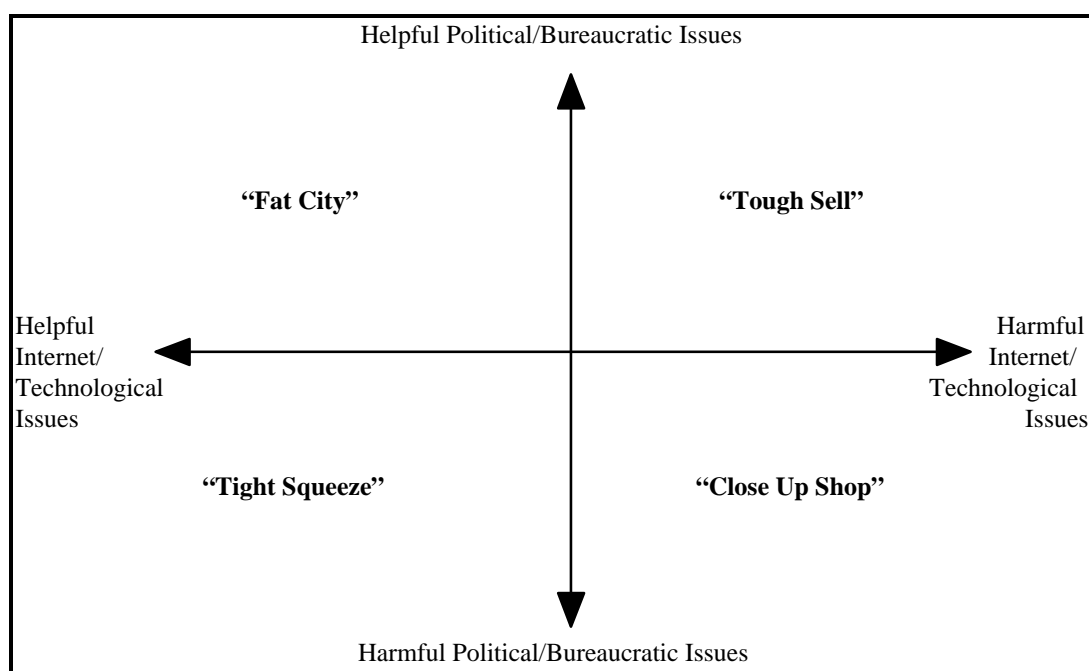 Helpful Political/Bureaucratic Issues
“Fat City”
“Tough Sell”
Helpful
Internet/
Technological
Issues
Harmful
Internet/
Technological
Issues
“Tight Squeeze”
“Close Up Shop”
Harmful Political/Bureaucratic Issues